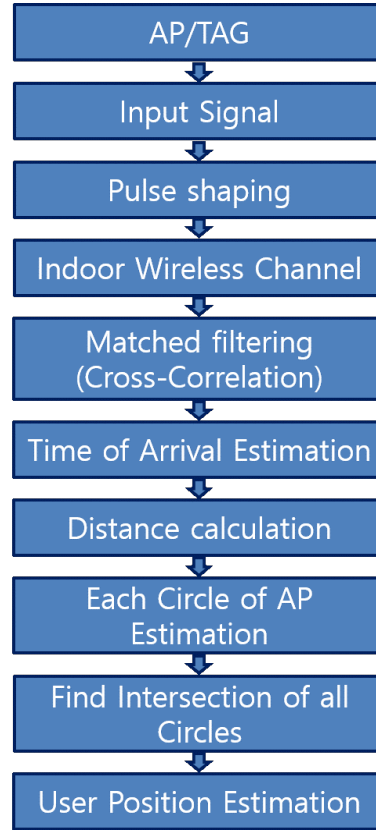 AP/TAG
Input Signal
Pulse shaping
Indoor Wireless Channel
Matched filtering
(Cross-Correlation)
Time of Arrival Estimation
Distance calculation
Each Circle of AP
Estimation
Find Intersection of all
Circles
User Position Estimation